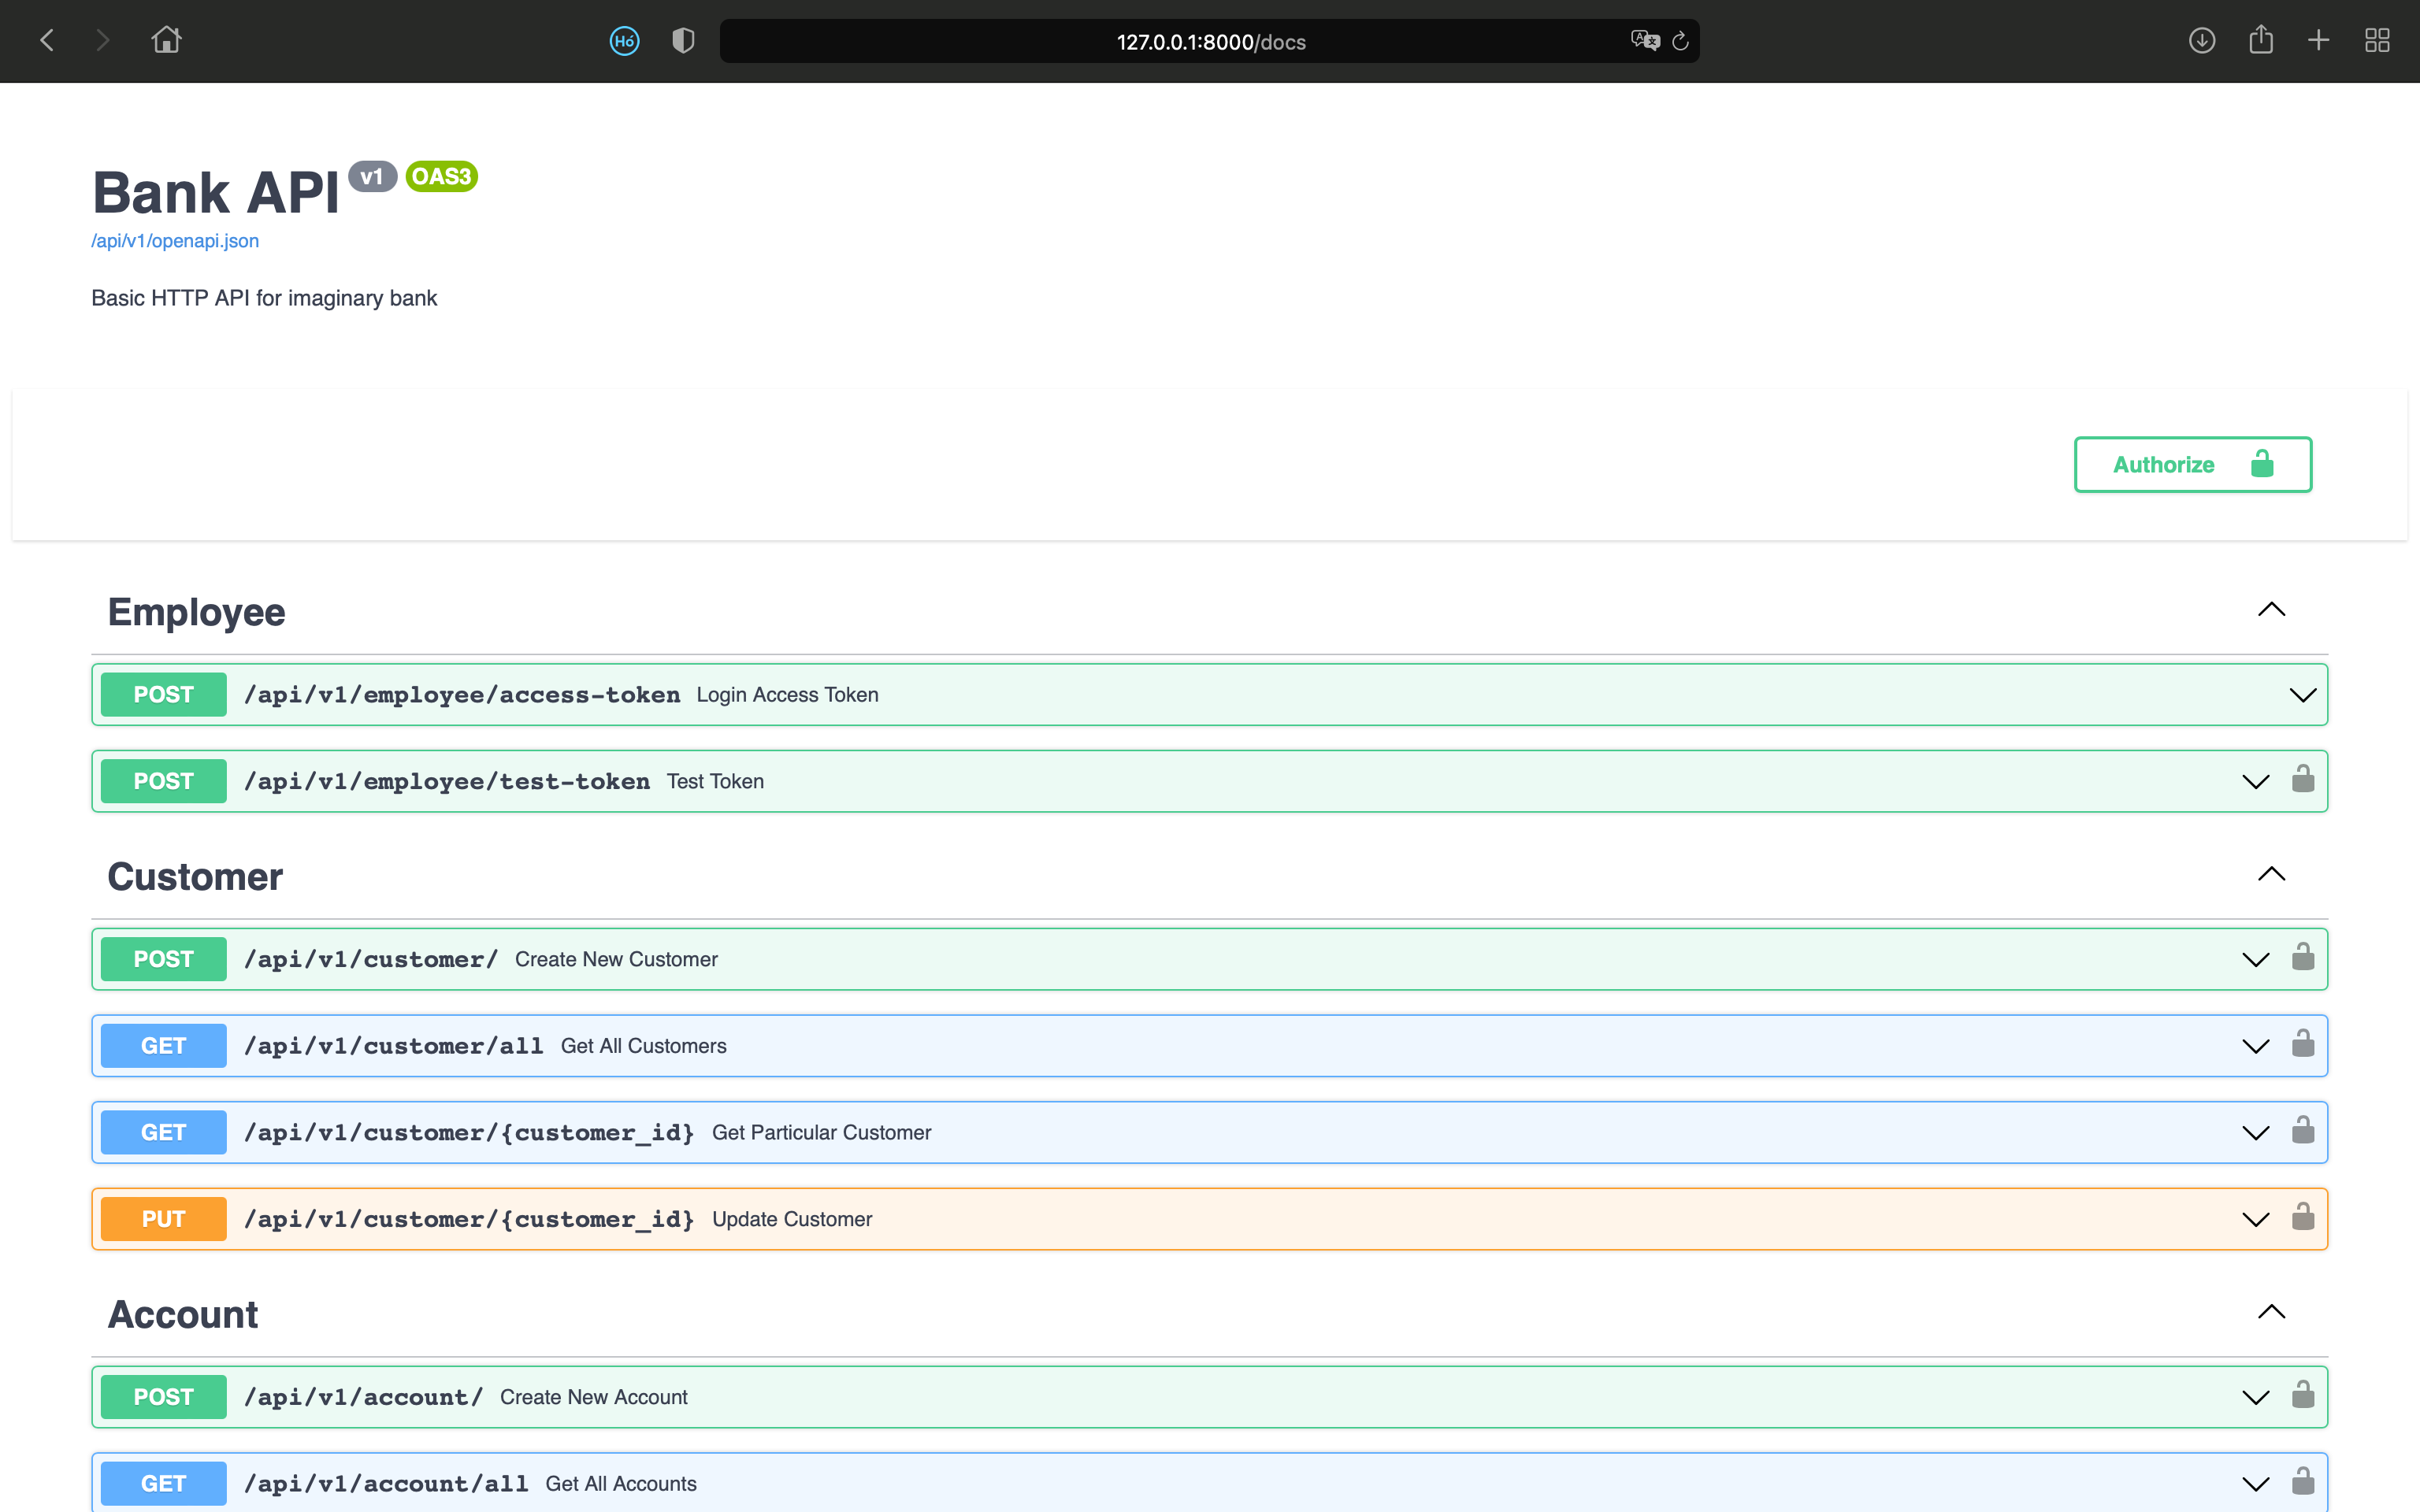 Hó
127.0.0.1:8000/docs
Bank API v1 OAS3
/api/v1/openapi.json
Basic HTTP API for imaginary bank
Authorize
Employee
POST /api/v1/employee/access-token Login Access Token
POST /api/v1/employee/test-token Test Token
Customer
POST /api/v1/customer/ Create New Customer
GET /api/v1/customer/all Get All Customers
GET /api/v1/customer/{customer_id} Get Particular Customer
PUT /api/v1/customer/{customer_id} Update Customer
Account
POST /api/v1/account/ Create New Account
GET /api/v1/account/all Get All Accounts